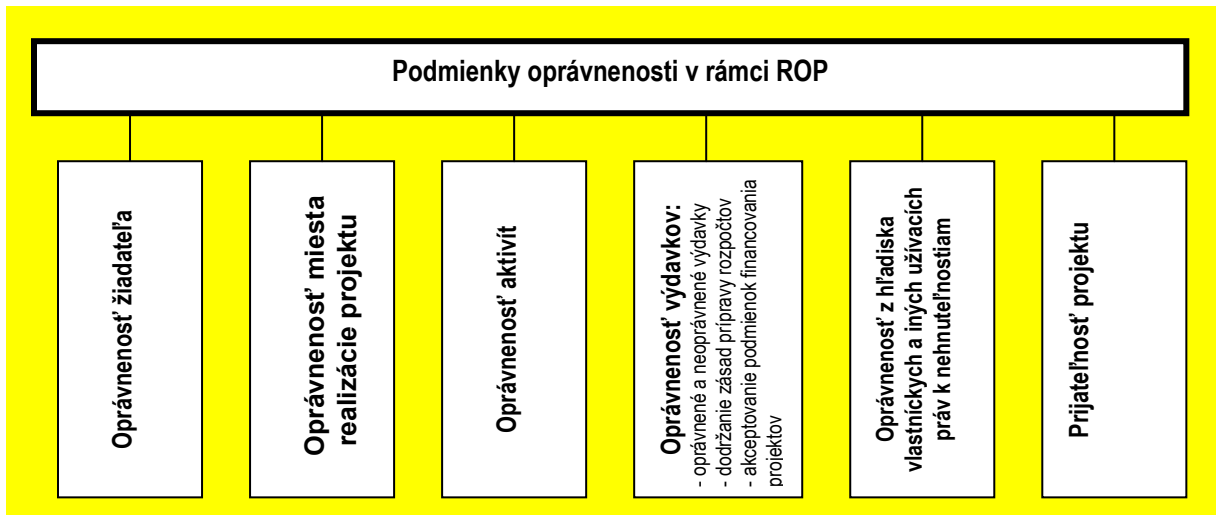 Podmienky oprávnenosti v rámci ROP
Oprávnenosť žiadateľa
Oprávnenosť miesta
realizácie projektu
Oprávnenosť aktivít
Oprávnenosť výdavkov:
- oprávnené a neoprávnené výdavky
- dodržanie zásad prípravy rozpočtov
- akceptovanie podmienok financovania
projektov
Oprávnenosť z hľadiska
vlastníckych a iných užívacích
práv k nehnuteľnostiam
Prijateľnosť projektu